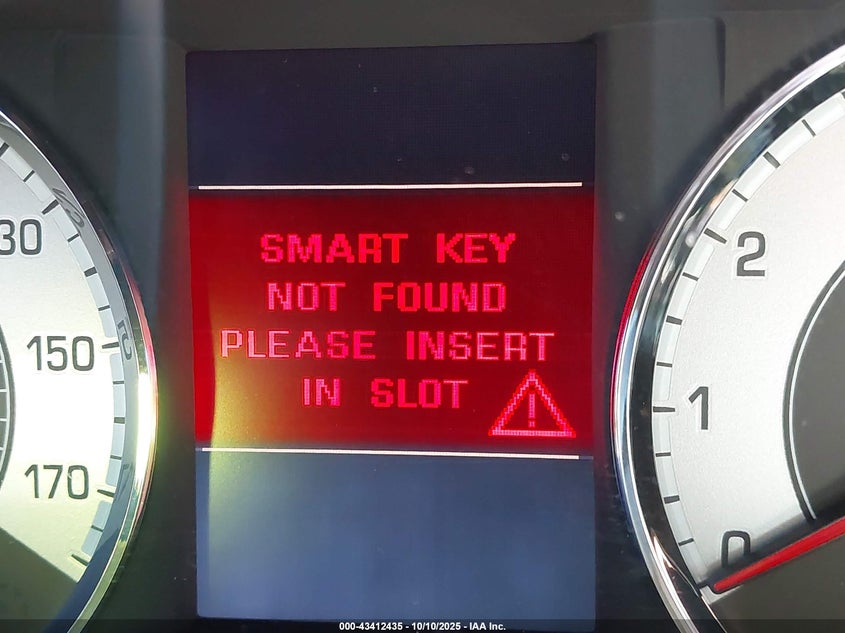 SMART KEY
NOT FOUND
PLEASE INSERT
IN SLOT
130
150
170
2
1
0
000-43412435 - 10/10/2025 - IAA Inc.